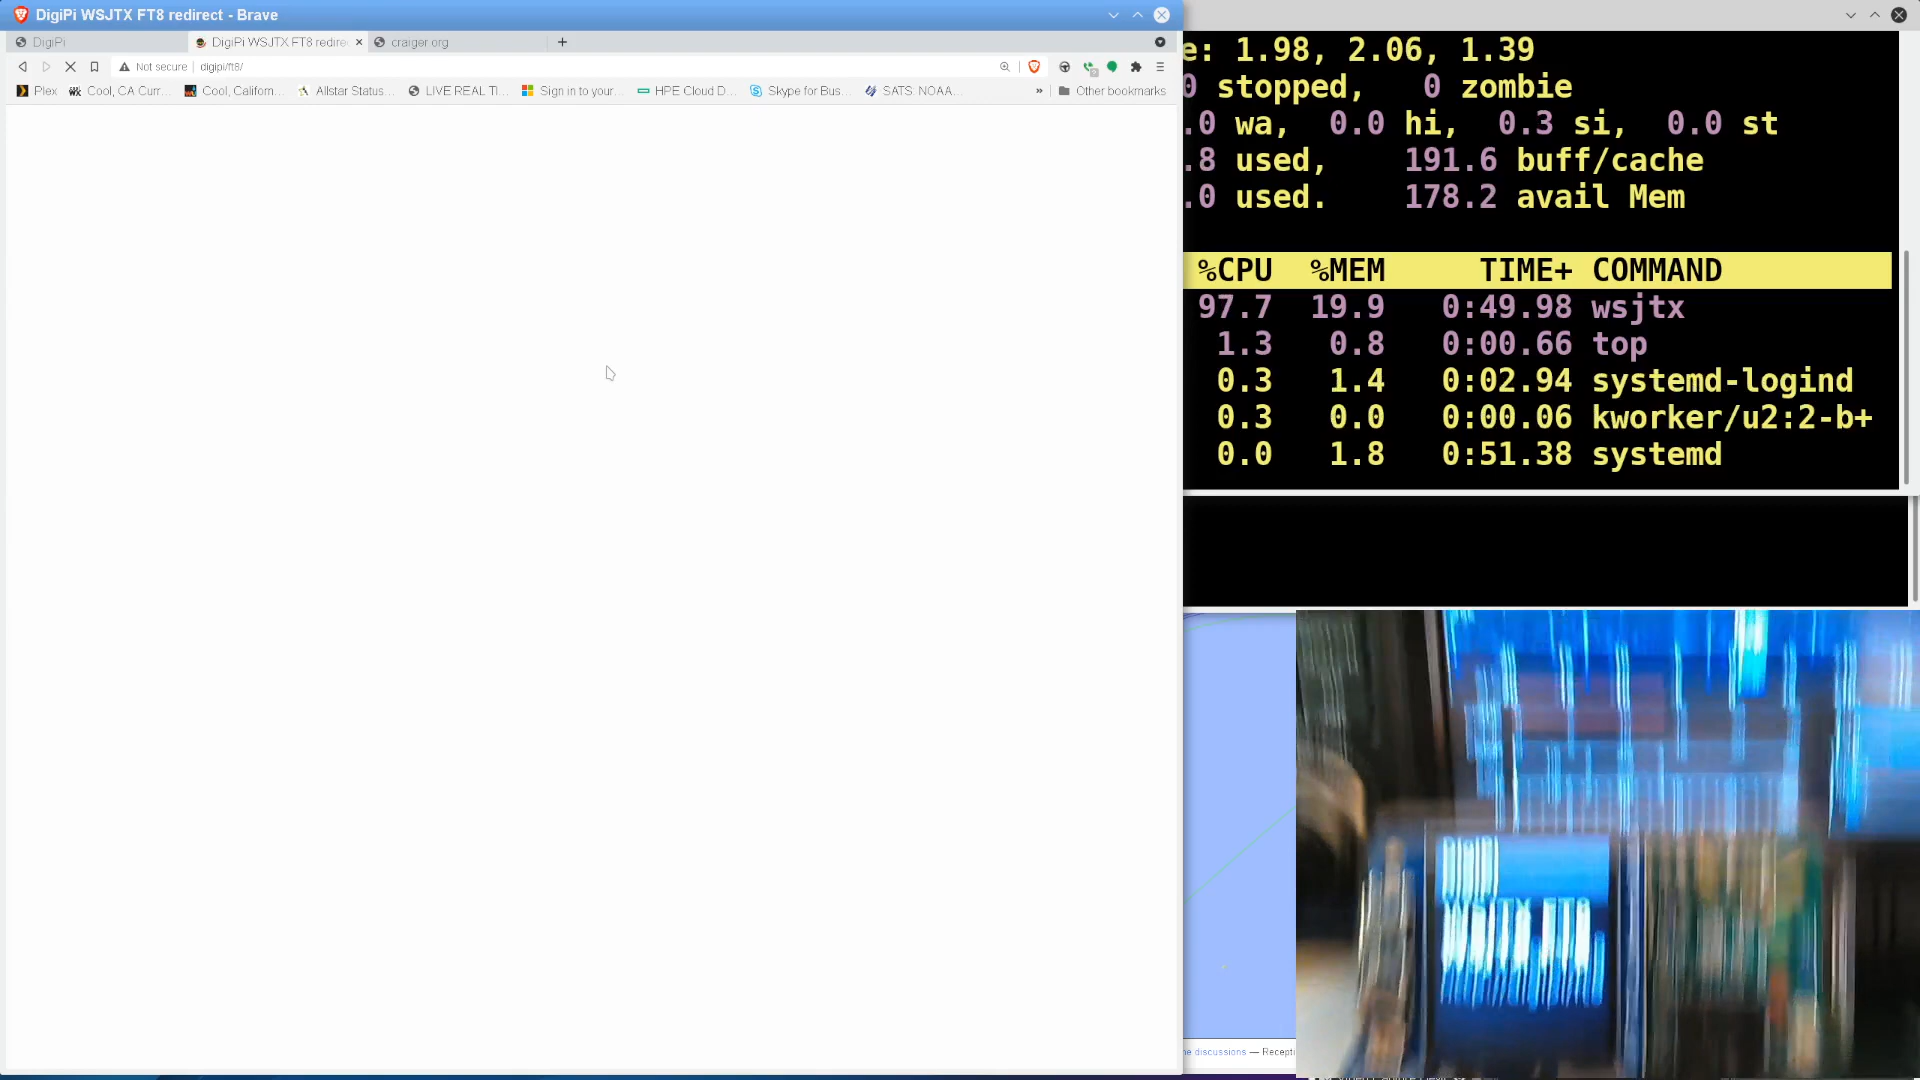 DigiPi WSJTX FT8 redirect - Brave
DigiPi
DigiPi WSJTX FT8 redire
craiger org
Not secure
digipi/ft8/
Plex
Cool, CA Curr...
Cool, Californ...
Allstar Status...
LIVE REAL TI...
Sign in to your...
HPE Cloud D...
Skype for Bus...
SATS: NOAA...
»
Other bookmarks
e: 1.98, 2.06, 1.39
0 stopped, 0 zombie
.0 wa, 0.0 hi, 0.3 si, 0.0 st
.8 used, 191.6 buff/cache
.0 used. 178.2 avail Mem
%CPU %MEM TIME+ COMMAND
97.7 19.9 0:49.98 wsjtx
1.3 0.8 0:00.66 top
0.3 1.4 0:02.94 systemd-logind
0.3 0.0 0:00.06 kworker/u2:2-b+
0.0 1.8 0:51.38 systemd
ne discussions — Recepti